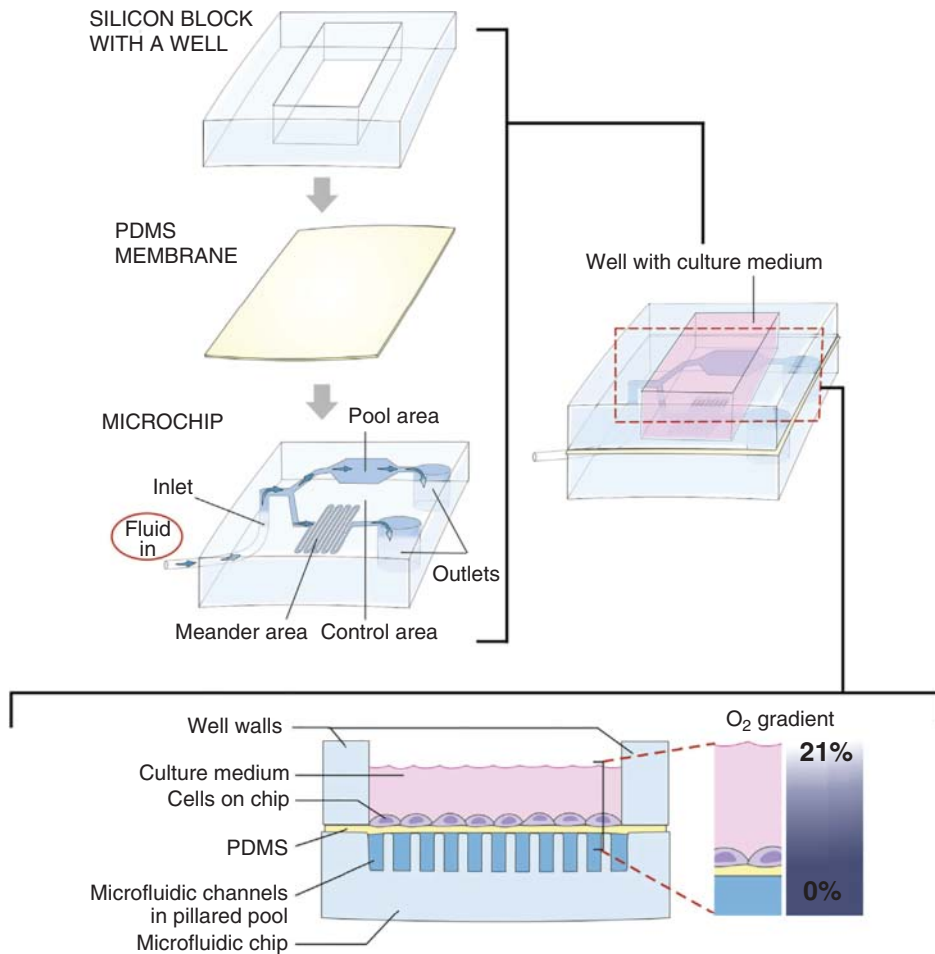 SILICON BLOCK
WITH A WELL
PDMS
MEMBRANE
Well with culture medium
MICROCHIP
Pool area
Inlet
Fluid
in
Outlets
Meander area
Control area
Well walls
Culture medium
Cells on chip
PDMS
Microfluidic channels
in pillared pool
Microfluidic chip
O₂ gradient
21%
0%